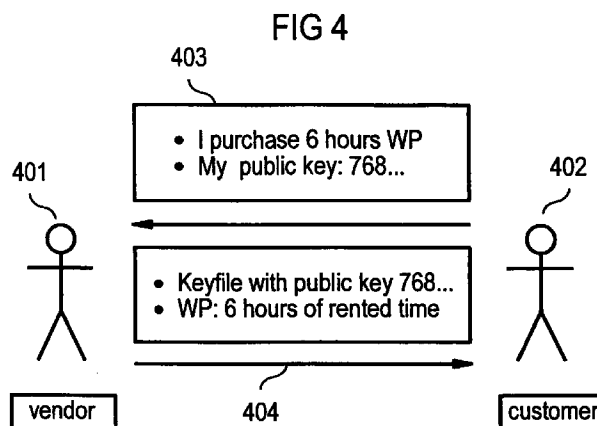 FIG 4
403
• I purchase 6 hours WP
• My public key: 768...
401
402
• Keyfile with public key 768...
• WP: 6 hours of rented time
404
vendor
customer